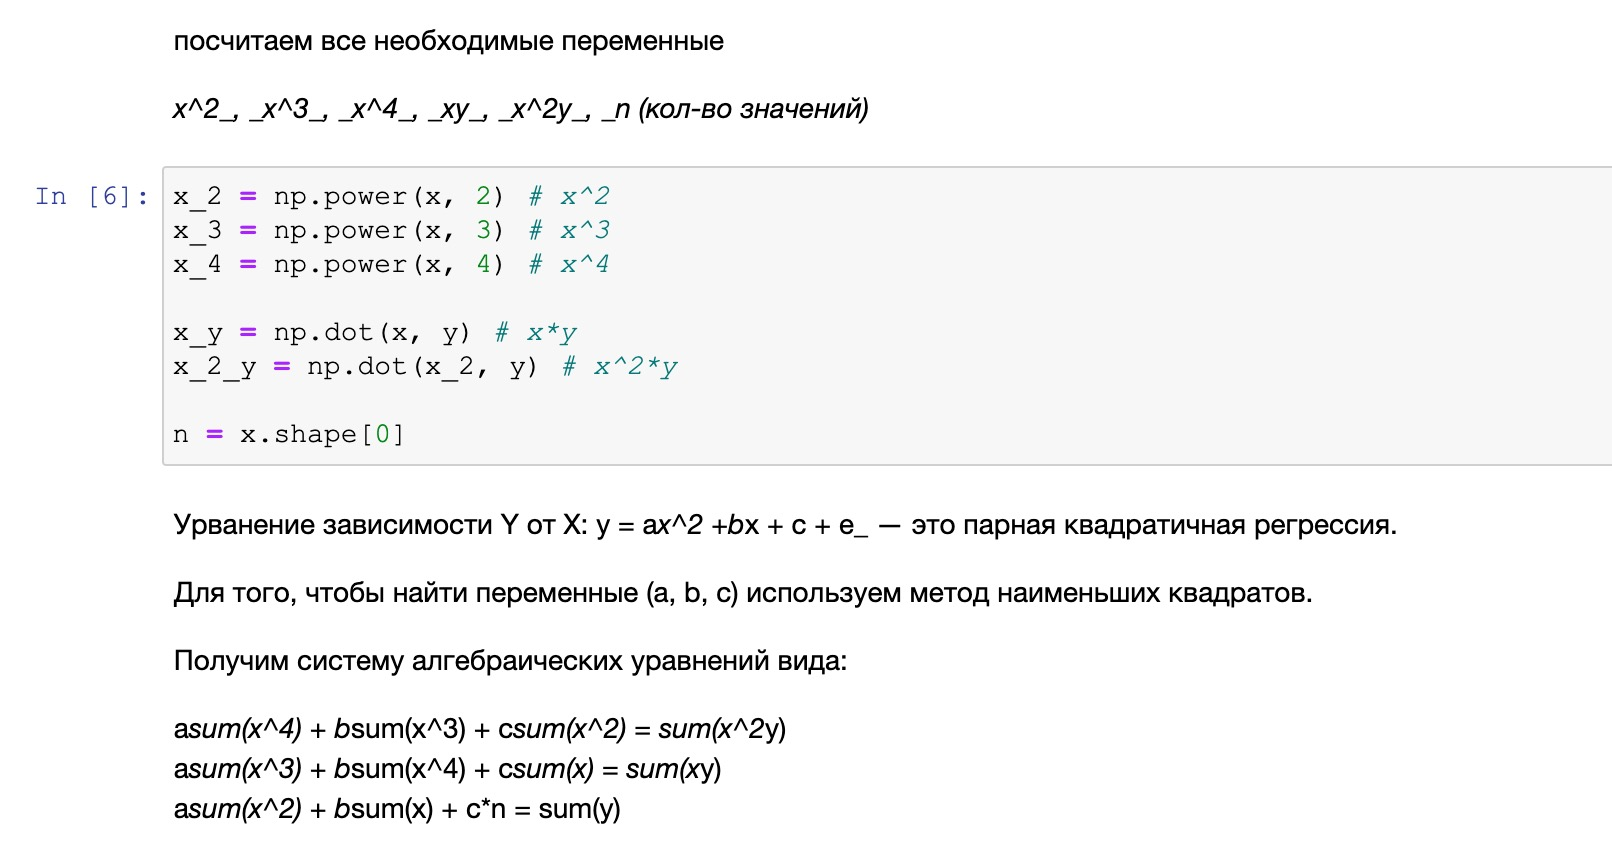 посчитаем все необходимые переменные
x^2_, _x^3_, _x^4_, _xy_, _x^2y_, _n (кол-во значений)
In [6]: x_2 = np.power(x, 2) # x^2
x_3 = np.power(x, 3) # x^3
x_4 = np.power(x, 4) # x^4
x_y = np.dot(x, y) # x*y
x_2_y = np.dot(x_2, y) # x^2*y
n = x.shape[0]
Урванение зависимости Y от X: y = ax^2 +bx + c + e_ — это парная квадратичная регрессия.
Для того, чтобы найти переменные (a, b, c) используем метод наименьших квадратов.
Получим систему алгебраических уравнений вида:
asum(x^4) + bsum(x^3) + csum(x^2) = sum(x^2y)
asum(x^3) + bsum(x^4) + csum(x) = sum(xy)
asum(x^2) + bsum(x) + c*n = sum(y)